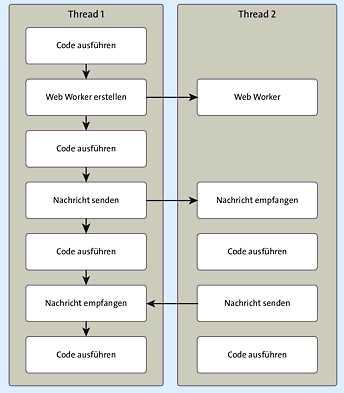 Thread 1
Thread 2
Code ausführen
Web Worker erstellen
Web Worker
Code ausführen
Nachricht senden
Nachricht empfangen
Code ausführen
Code ausführen
Nachricht empfangen
Nachricht senden
Code ausführen
Code ausführen